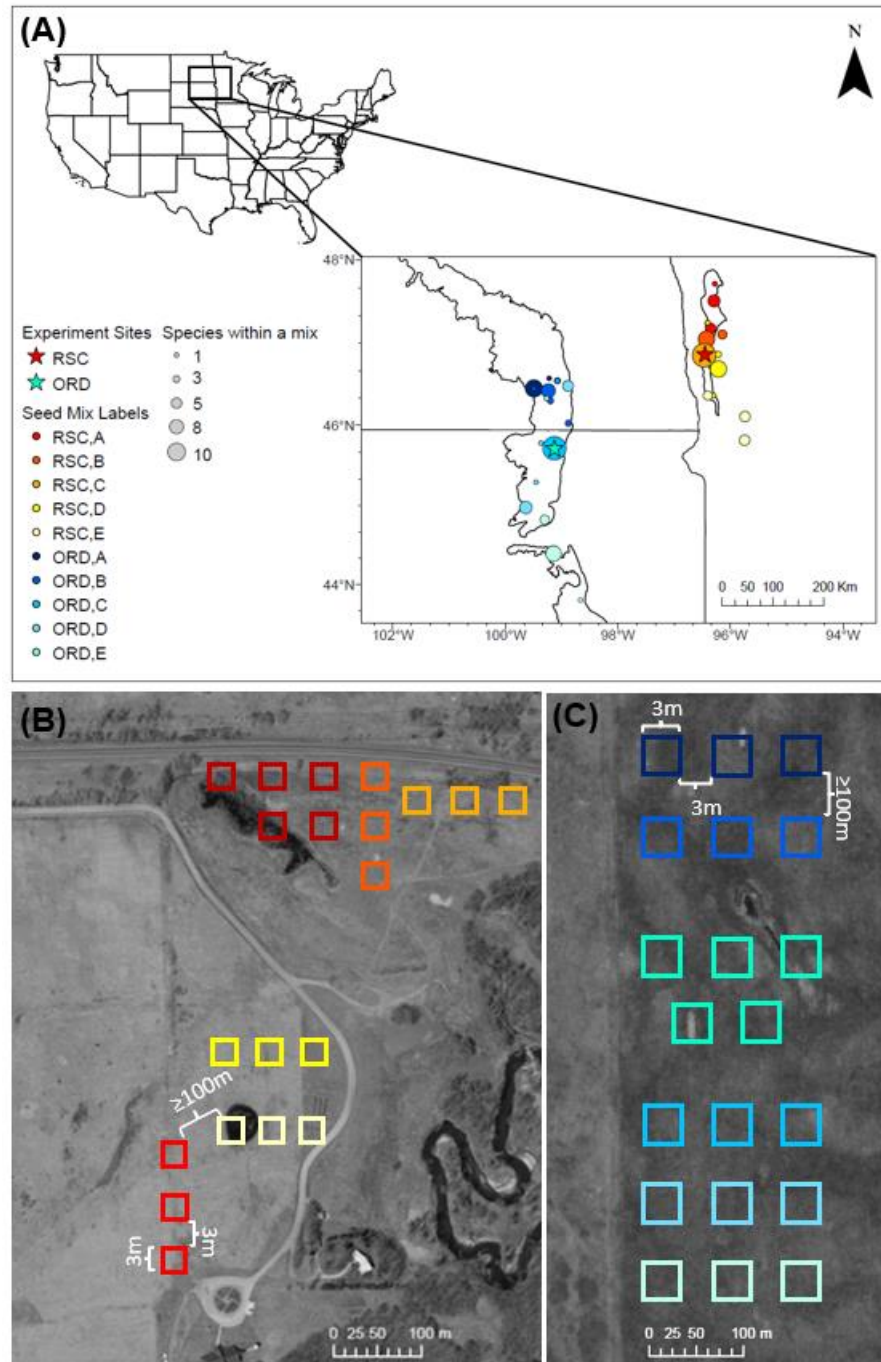 (A)
N
48°N
46°N
44°N
102°W
100°W
98°W
96°W
94°W
0 50 100 200 Km
Experiment Sites
RSC
ORD
Seed Mix Labels
RSC,A
RSC,B
RSC,C
RSC,D
RSC,E
ORD,A
ORD,B
ORD,C
ORD,D
ORD,E
Species within a mix
1
3
5
8
10
(B)
≥100m
3m
3m
0 25 50 100 m
(C)
3m
3m
≥100m
0 25 50 100 m